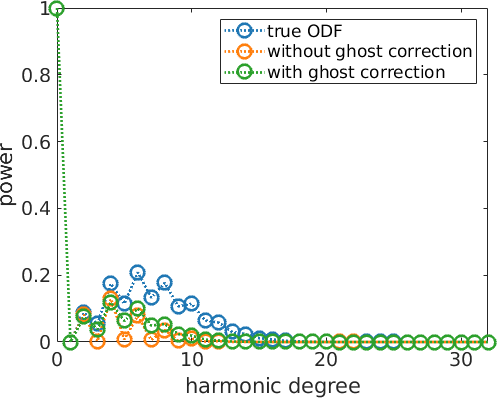 1
0.8
0.6
0.4
0.2
0
power
true ODF
without ghost correction
with ghost correction
0 10 20 30
harmonic degree